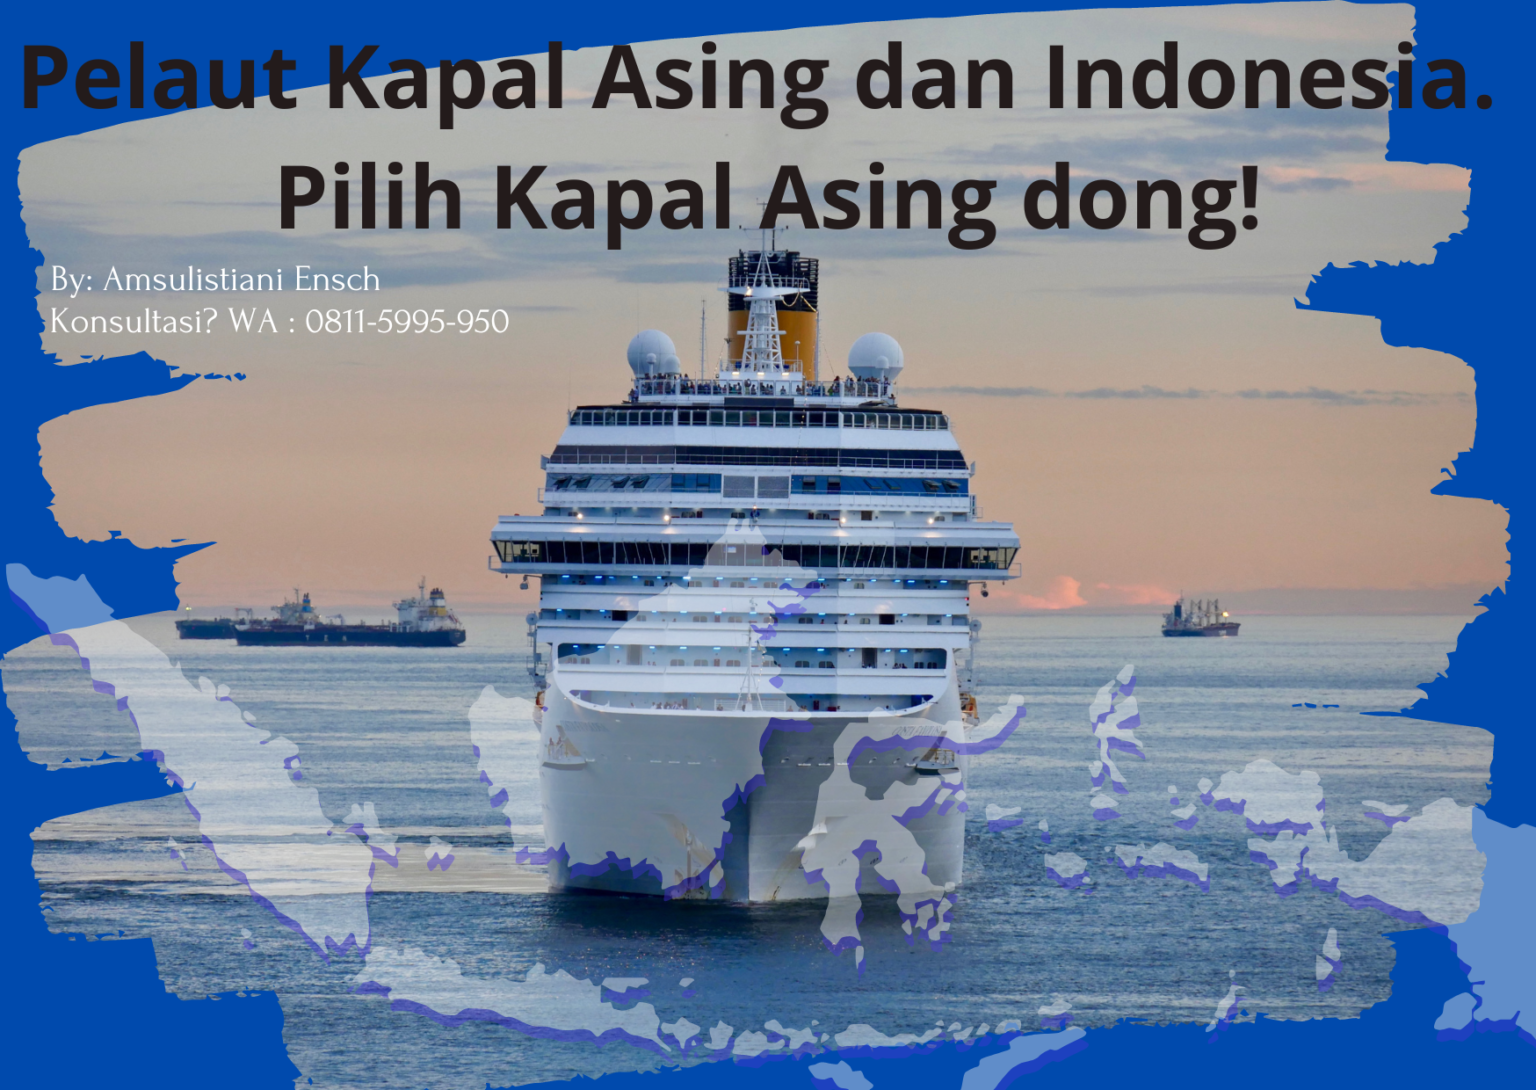 Pelaut Kapal Asing dan Indonesia.
Pilih Kapal Asing dong!
By: Amsulistiani Ensch
Konsultasi? WA : 0811-5995-950